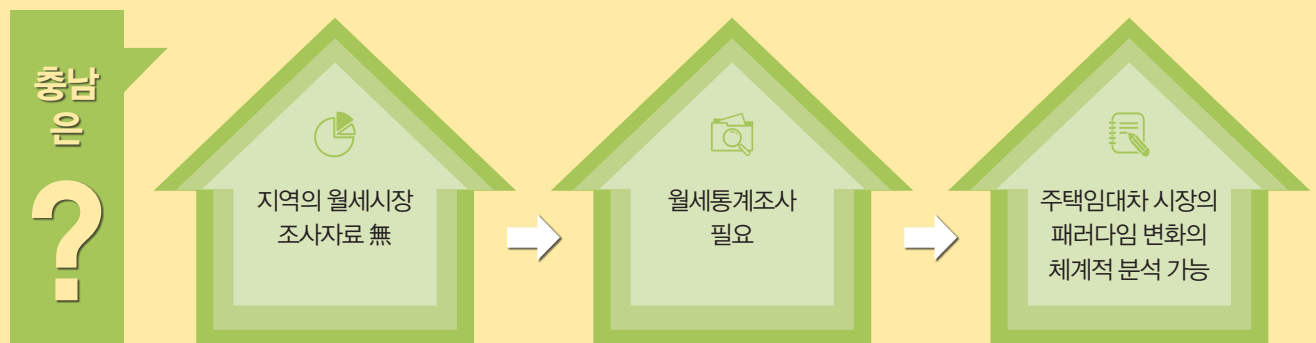 충남
은
?
지역의 월세시장
조사자료 無
월세통계조사
필요
주택임대차 시장의
패러다임 변화의
체계적 분석 가능